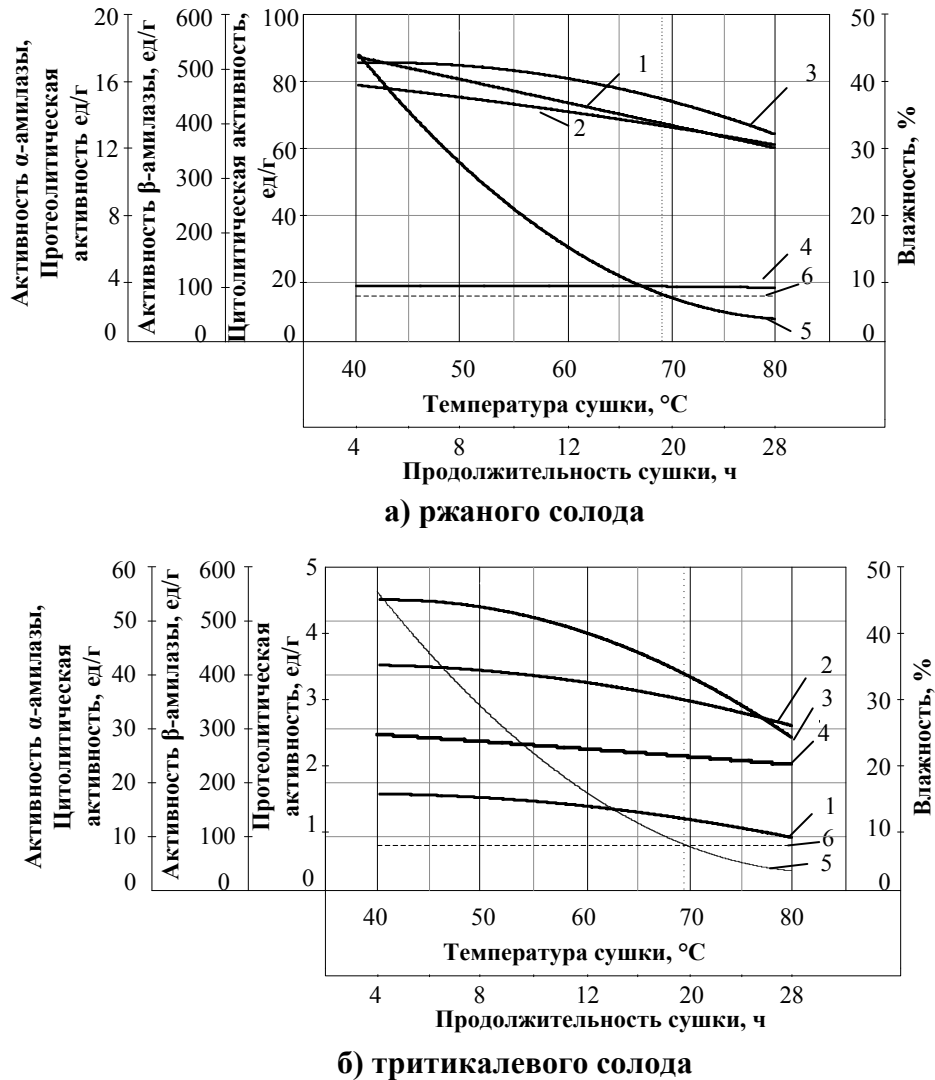 Активность α-амилазы,
Протеолитическая
активность ед/г
20
16
12
8
4
0
Активность β-амилазы, ед/г
600
500
400
300
200
100
0
Цитолитическая активность,
ед/г
100
80
60
40
20
0
1
2
3
4
6
5
50
40
30
20
10
0
Влажность, %
40 50 60 70 80
Температура сушки, °C
4 8 12 20 28
Продолжительность сушки, ч
а) ржаного солода
Активность α-амилазы,
Цитолитическая
активность, ед/г
60
50
40
30
20
10
0
Активность β-амилазы, ед/г
600
500
400
300
200
100
0
Протеолитическая
активность, ед/г
5
4
3
2
1
0
2
3
4
1
6
5
50
40
30
20
10
0
Влажность, %
40 50 60 70 80
Температура сушки, °C
4 8 12 20 28
Продолжительность сушки, ч
б) тритикалевого солода